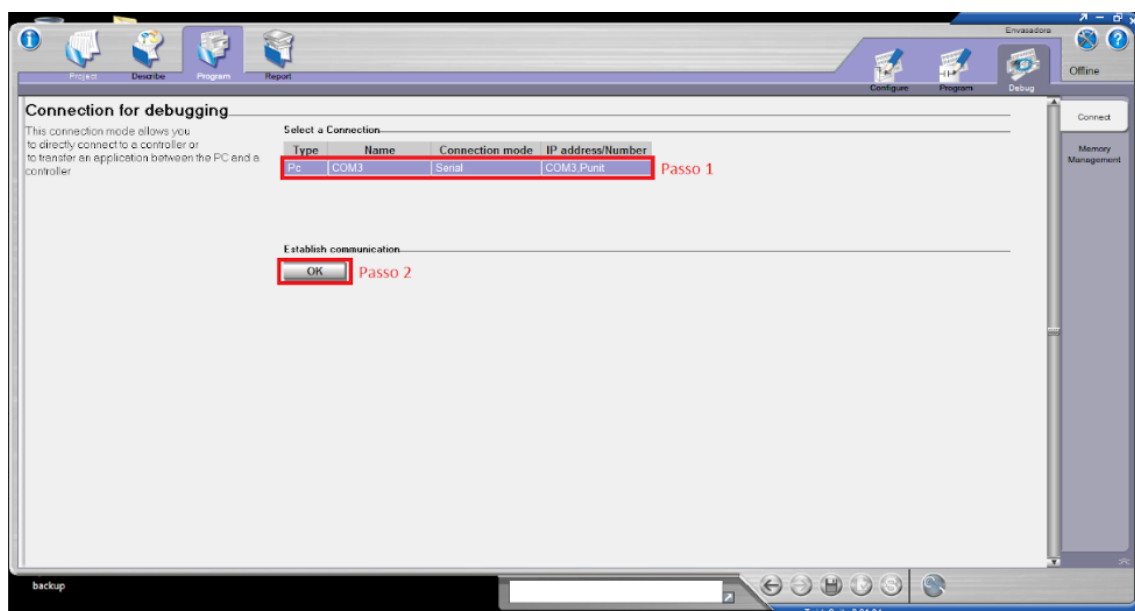 Envasadora
Project
Describe
Program
Report
Configure
Program
Debug
Offline
Connection for debugging
This connection mode allows you
to directly connect to a controller or
to transfer an application between the PC and a
controller
Select a Connection
Type Name Connection mode IP address/Number
Pc COM3 Serial COM3,Punit
Passo 1
Establish communication
OK
Passo 2
Connect
Memory
Management
backup